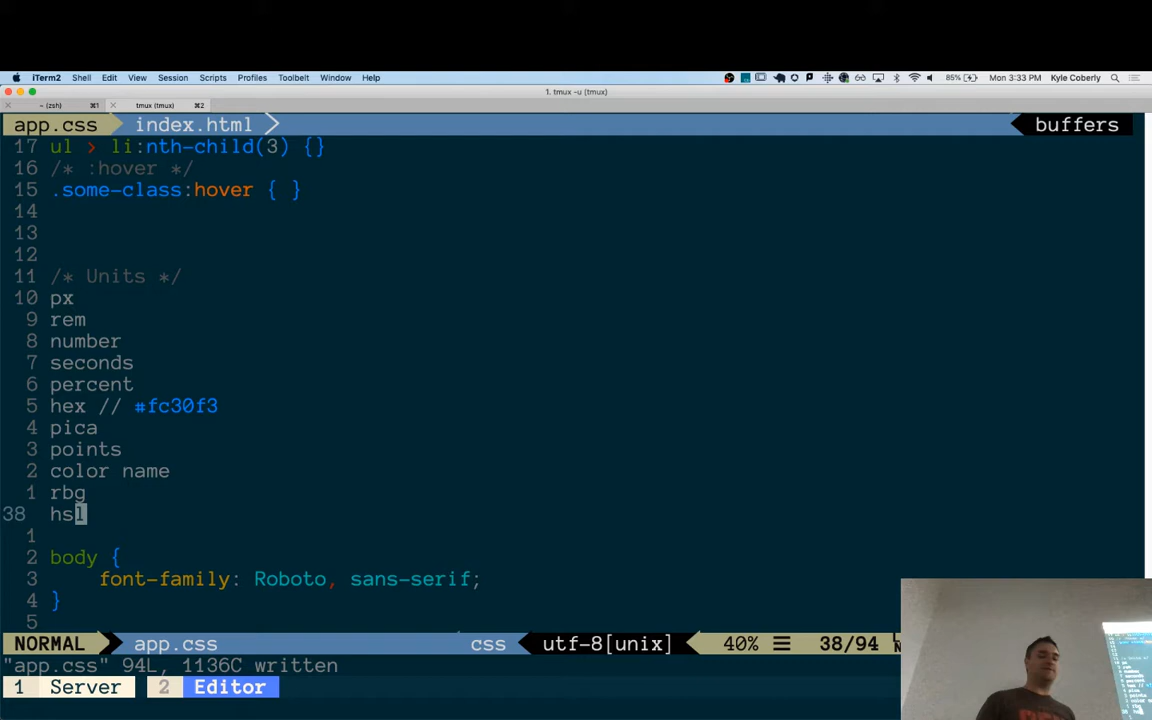 iTerm2 Shell Edit View Session Scripts Profiles Toolbelt Window Help 85% Mon 3:33 PM Kyle Coberly
1. tmux -u (tmux)
~ (zsh) ⌘1 tmux (tmux) ⌘2
app.css index.html buffers
17 ul > li:nth-child(3) {}
16 /* :hover */
15 .some-class:hover { }
14
13
12
11 /* Units */
10 px
9 rem
8 number
7 seconds
6 percent
5 hex // #fc30f3
4 pica
3 points
2 color name
1 rbg
38 hsl
1
2 body {
3 font-family: Roboto, sans-serif;
4 }
5
NORMAL app.css css utf-8[unix] 40% ☰ 38/94
"app.css" 94L, 1136C written
1 Server 2 Editor